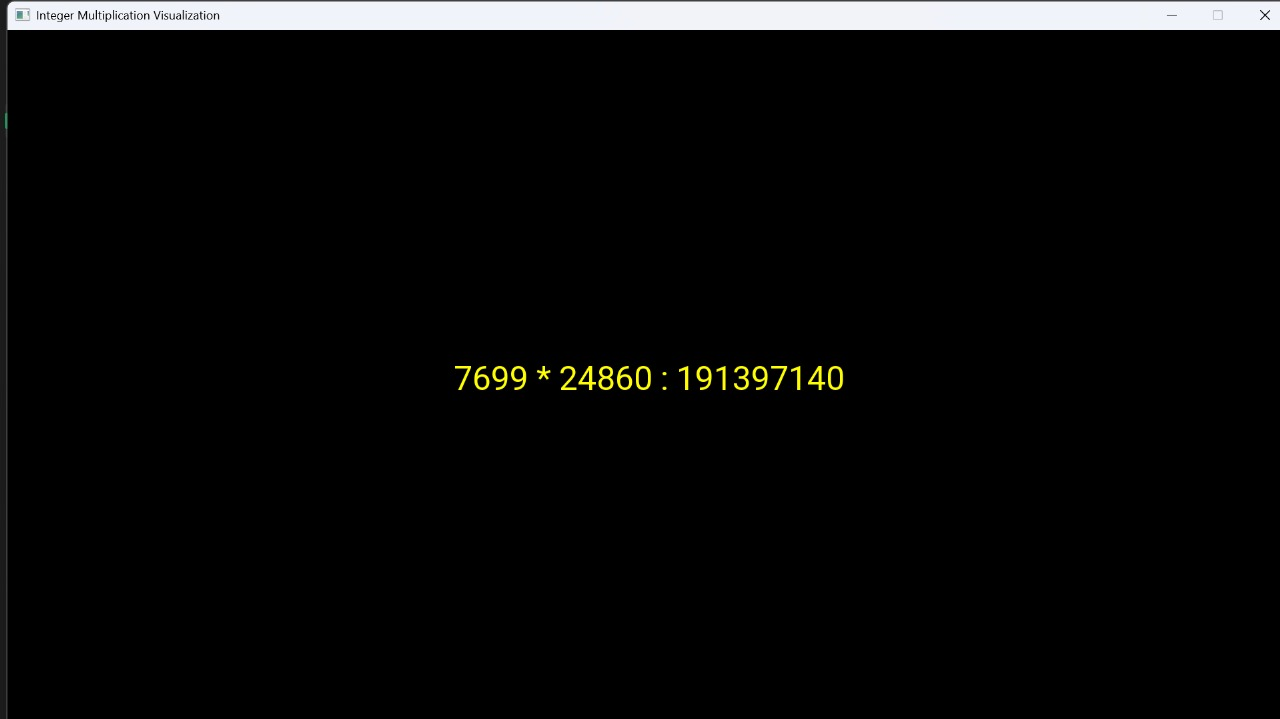 Integer Multiplication Visualization
7699 * 24860 : 191397140